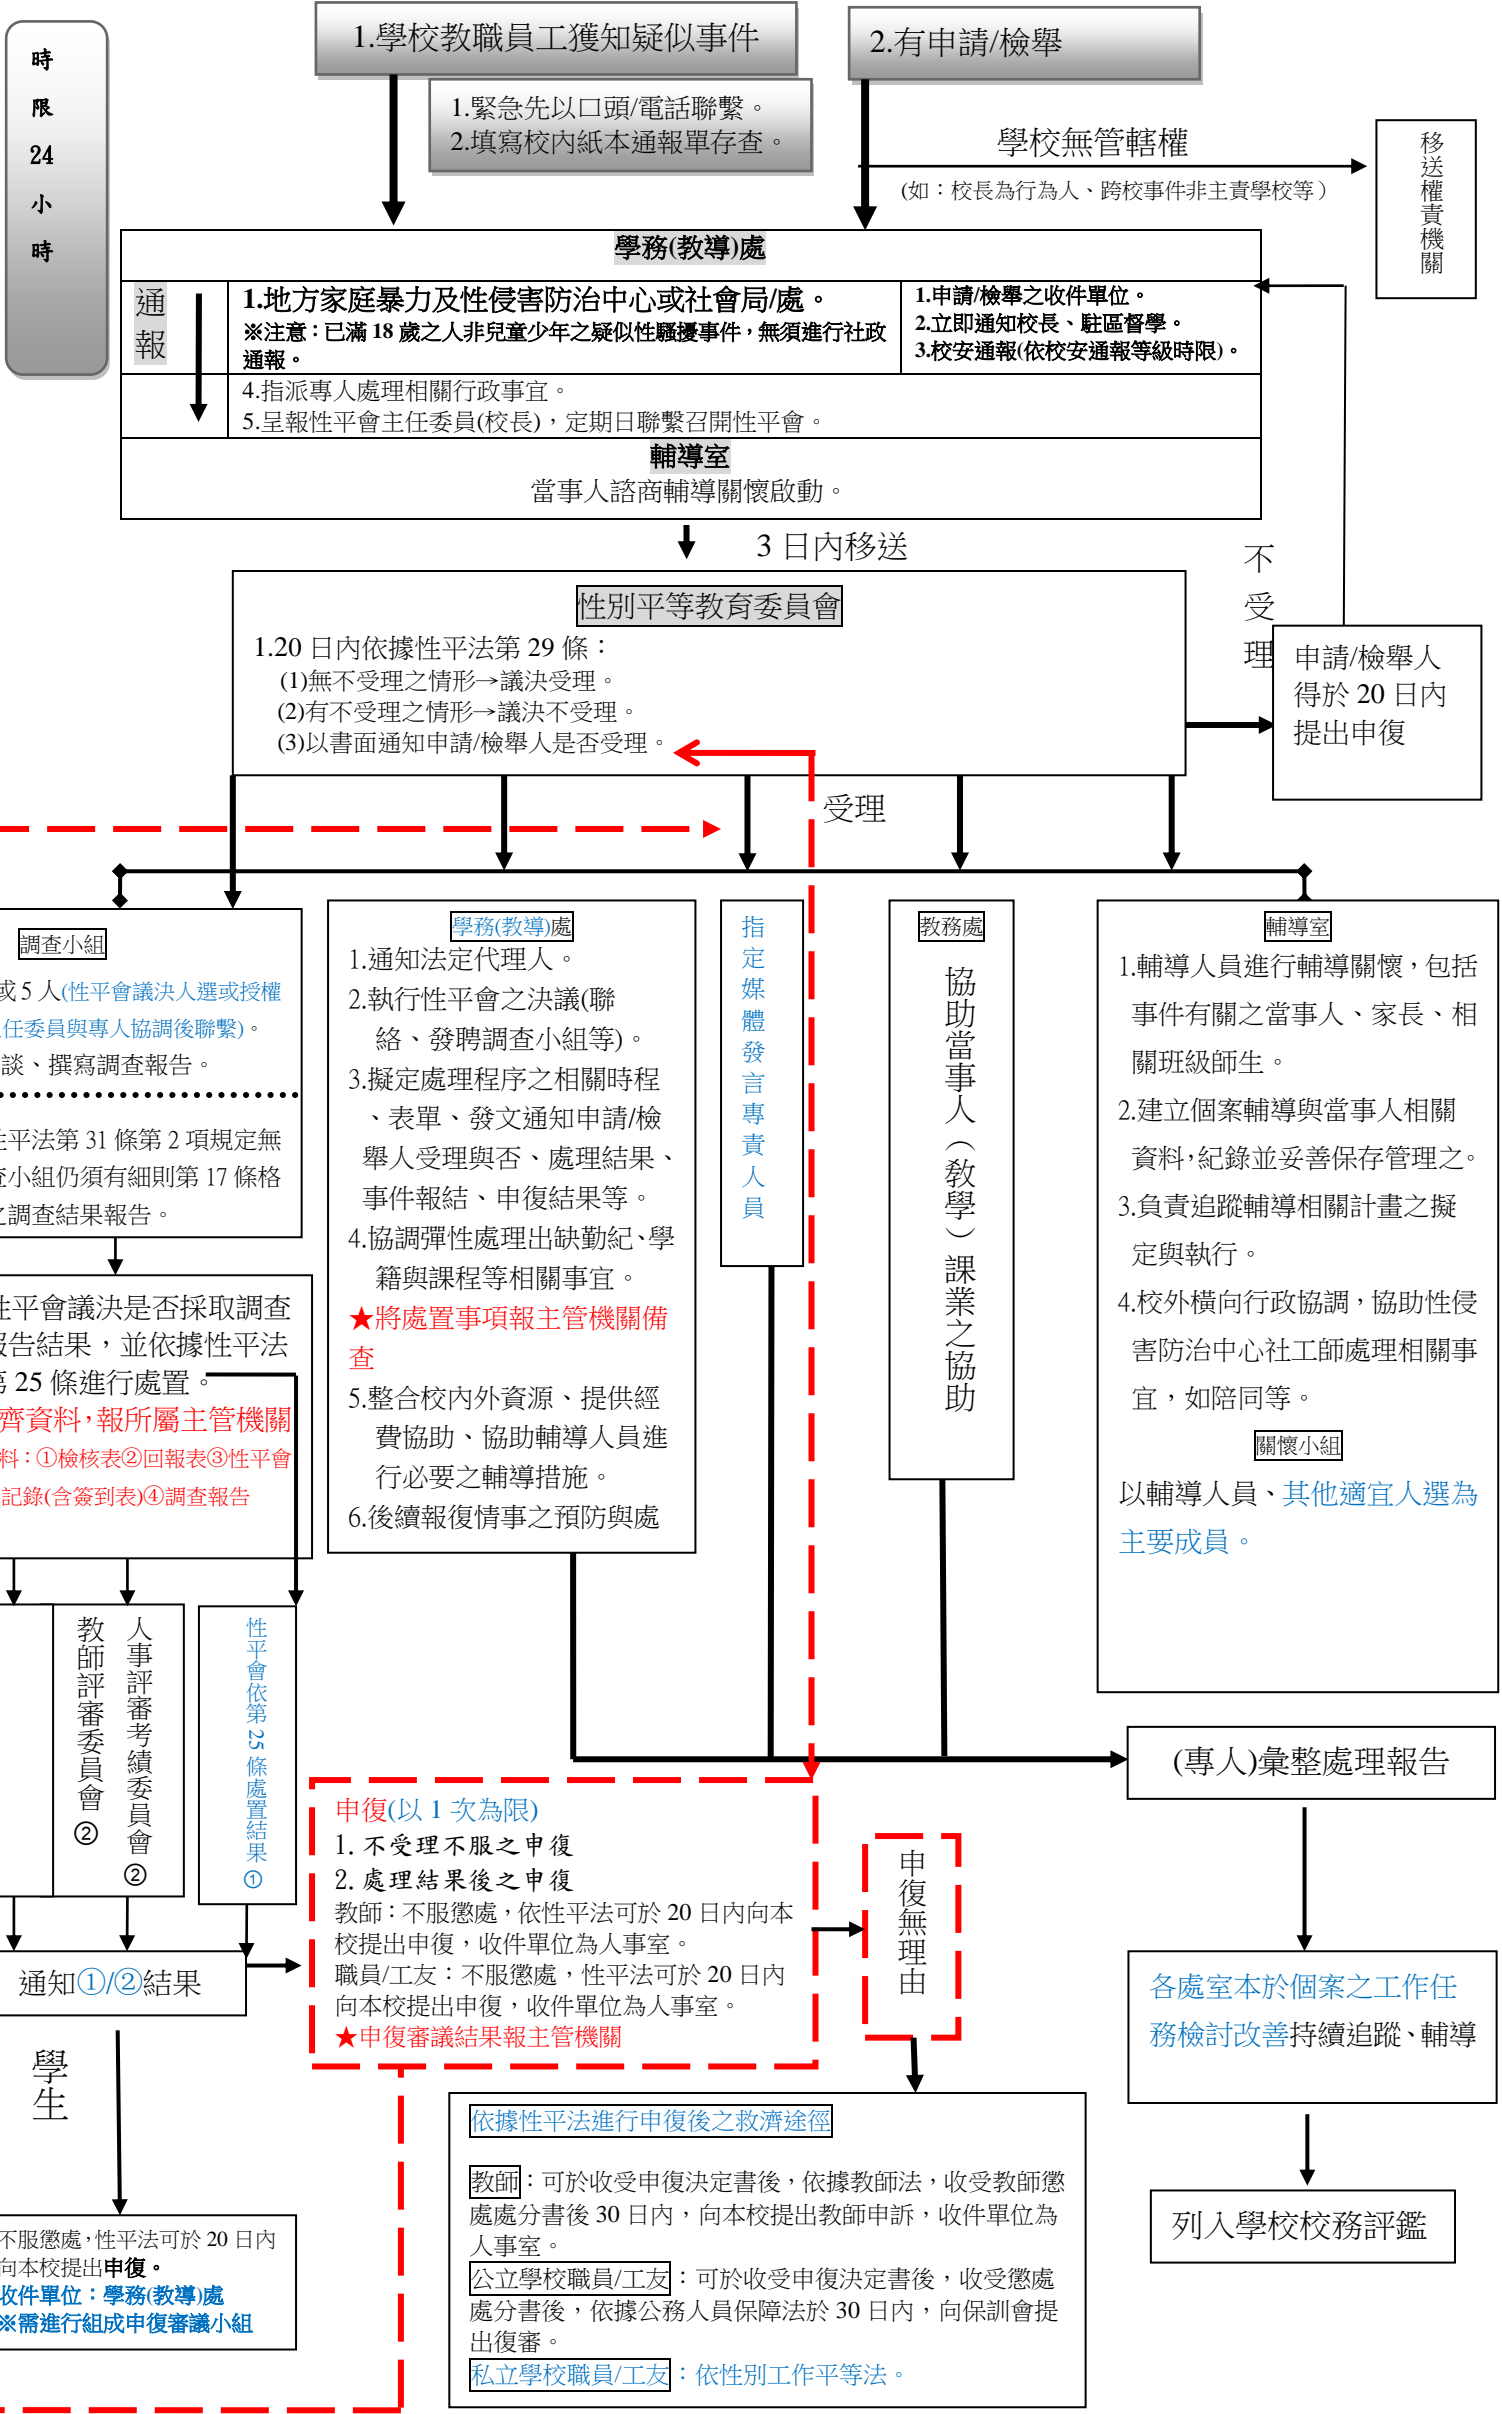 時
限
24
小
時
1.學校教職員工獲知疑似事件
2.有申請/檢舉
1.緊急先以口頭/電話聯繫。
2.填寫校內紙本通報單存查。
學校無管轄權
(如：校長為行為人、跨校事件非主責學校等）
移送權責機關
學務(教導)處
通報
1.地方家庭暴力及性侵害防治中心或社會局/處。
※注意：已滿 18 歲之人非兒童少年之疑似性騷擾事件，無須進行社政
通報。
1.申請/檢舉之收件單位。
2.立即通知校長、駐區督學。
3.校安通報(依校安通報等級時限)。
4.指派專人處理相關行政事宜。
5.呈報性平會主任委員(校長)，定期日聯繫召開性平會。
輔導室
當事人諮商輔導關懷啟動。
3 日內移送
性別平等教育委員會
1.20 日內依據性平法第 29 條：
(1)無不受理之情形→議決受理。
(2)有不受理之情形→議決不受理。
(3)以書面通知申請/檢舉人是否受理。
不受理
申請/檢舉人
得於 20 日內
提出申復
受理
調查小組
或 5 人(性平會議決人選或授權
任委員與專人協調後聯繫)。
談、撰寫調查報告。
性平法第 31 條第 2 項規定無
查小組仍須有細則第 17 條格
之調查結果報告。
性平會議決是否採取調查
報告結果，並依據性平法
第 25 條進行處置。
齊資料，報所屬主管機關
料：①檢核表②回報表③性平會
記錄(含簽到表)④調查報告
學務(教導)處
1.通知法定代理人。
2.執行性平會之決議(聯
絡、發聘調查小組等)。
3.擬定處理程序之相關時程
、表單、發文通知申請/檢
舉人受理與否、處理結果、
事件報結、申復結果等。
4.協調彈性處理出缺勤紀、學
籍與課程等相關事宜。
★將處置事項報主管機關備
查
5.整合校內外資源、提供經
費協助、協助輔導人員進
行必要之輔導措施。
6.後續報復情事之預防與處
指定媒體發言專責人員
教務處
協助當事人（教學）課業之協助
輔導室
1.輔導人員進行輔導關懷，包括
事件有關之當事人、家長、相
關班級師生。
2.建立個案輔導與當事人相關
資料，紀錄並妥善保存管理之。
3.負責追蹤輔導相關計畫之擬
定與執行。
4.校外橫向行政協調，協助性侵
害防治中心社工師處理相關事
宜，如陪同等。
關懷小組
以輔導人員、其他適宜人選為
主要成員。
人事評審考績委員會②
教師評審委員會②
性平會依第 25 條處置結果①
通知①/②結果
學生
不服懲處，性平法可於 20 日內
向本校提出申復。
收件單位：學務(教導)處
※需進行組成申復審議小組
申復(以 1 次為限)
1. 不受理不服之申復
2. 處理結果後之申復
教師：不服懲處，依性平法可於 20 日內向本
校提出申復，收件單位為人事室。
職員/工友：不服懲處，性平法可於 20 日內
向本校提出申復，收件單位為人事室。
★申復審議結果報主管機關
申復無理由
依據性平法進行申復後之救濟途徑
教師：可於收受申復決定書後，依據教師法，收受教師懲
處處分書後 30 日內，向本校提出教師申訴，收件單位為
人事室。
公立學校職員/工友：可於收受申復決定書後，收受懲處
處分書後，依據公務人員保障法於 30 日內，向保訓會提
出復審。
私立學校職員/工友：依性別工作平等法。
(專人)彙整處理報告
各處室本於個案之工作任
務檢討改善持續追蹤、輔導
列入學校校務評鑑